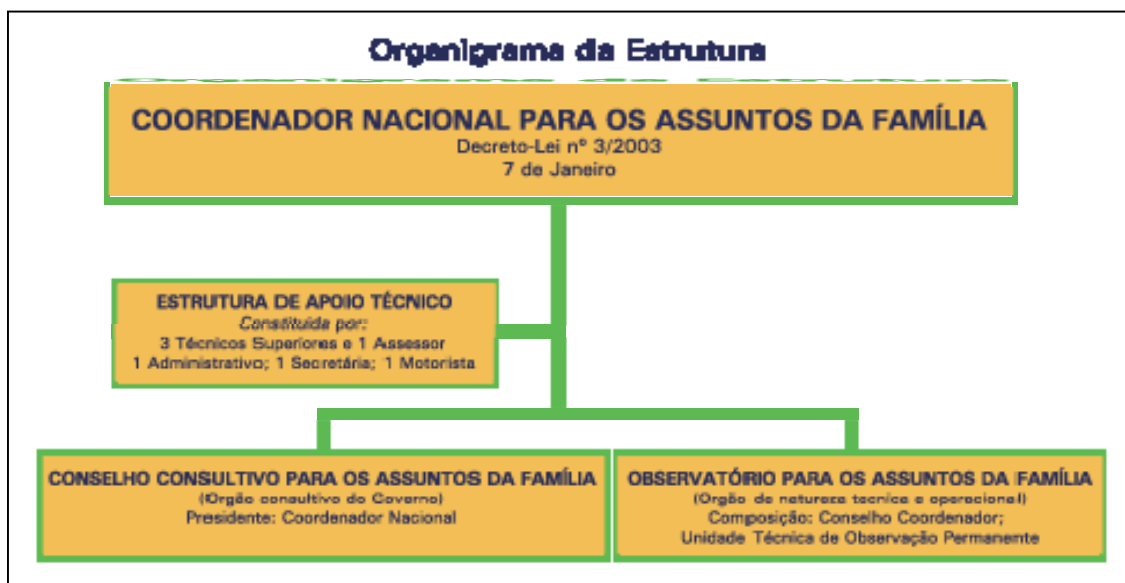 Organigrama da Estrutura
COORDENADOR NACIONAL PARA OS ASSUNTOS DA FAMÍLIA
Decreto-Lei nº 3/2003
7 de Janeiro
ESTRUTURA DE APOIO TÉCNICO
Constituída por:
3 Técnicos Superiores e 1 Assessor
1 Administrativo; 1 Secretária; 1 Motorista
CONSELHO CONSULTIVO PARA OS ASSUNTOS DA FAMÍLIA
(Orgão consultivo do Governo)
Presidente: Coordenador Nacional
OBSERVATÓRIO PARA OS ASSUNTOS DA FAMÍLIA
(Orgão de natureza tecnica e operacional)
Composição: Conselho Coordenador;
Unidade Técnica de Observação Permanente